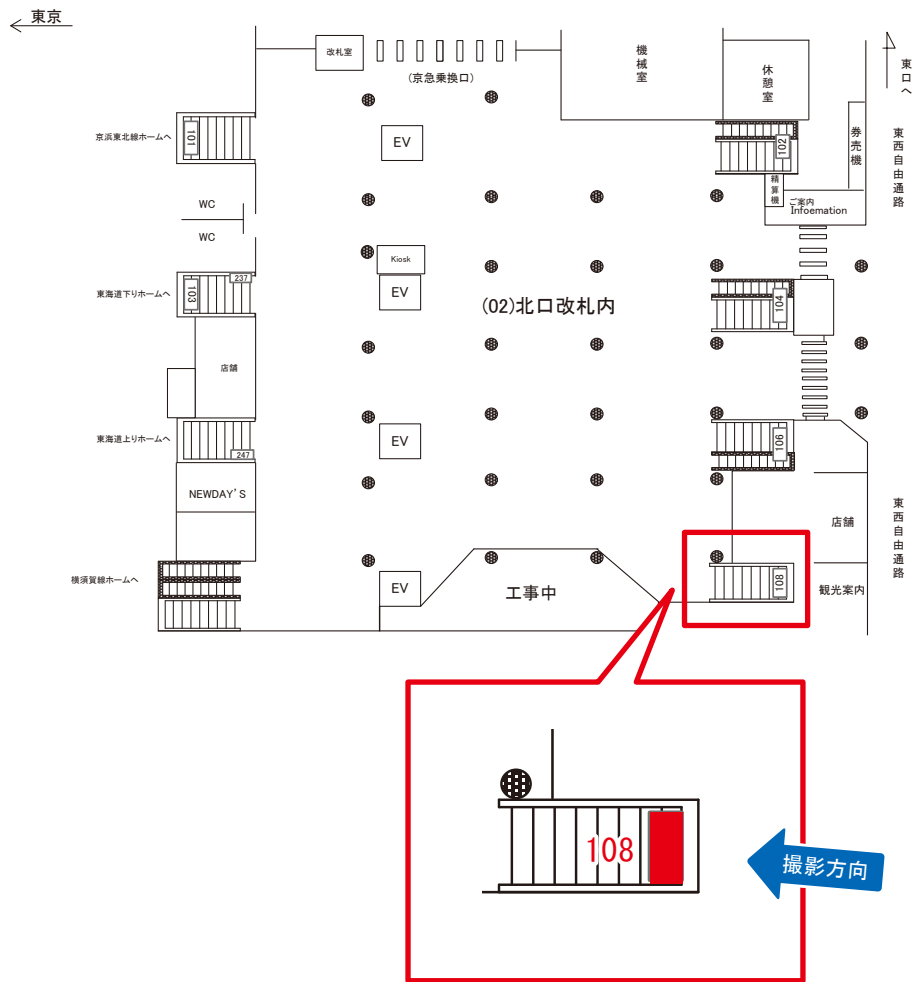 東京
改札室
(京急乗換口)
機械室
休憩室
東口へ
京浜東北線ホームへ
101
EV
102
券売機
東西自由通路
精算機
WC
ご案内
Infoemation
WC
Kiosk
東海道下りホームへ
103
237
EV
(02)北口改札内
104
店舗
東海道上りホームへ
247
EV
106
NEWDAY'S
店舗
東西自由通路
横須賀線ホームへ
EV
工事中
108
観光案内
108
撮影方向